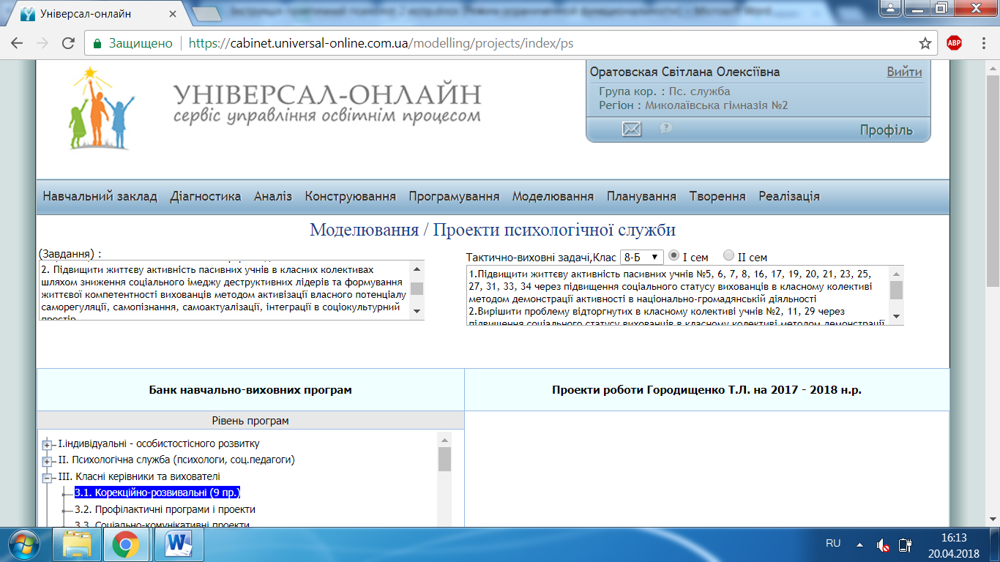 Універсал-онлайн
Защищено
https://cabinet.universal-online.com.ua/modelling/projects/index/ps
ABP
УНІВЕРСАЛ-ОНЛАЙН
сервіс управління освітнім процесом
Оратовская Світлана Олексіївна
Вийти
Група кор. : Пс. служба
Регіон : Миколаївська гімназія №2
Профіль
Навчальний заклад Діагностика Аналіз Конструювання Програмування Моделювання Планування Творення Реалізація
Моделювання / Проекти психологічної служби
(Завдання) :
2. Підвищити життєву активність пасивних учнів в класних колективах
шляхом зниження соціального імеджу деструктивних лідерів та формування
життєвої компетентності вихованців методом активізації власного потенціалу
саморегуляції, самопізнання, самоактуалізації, інтеграції в соціокультурний
простір
Тактично-виховні задачі,Клас 8-Б І сем ІІ сем
1.Підвищити життєву активність пасивних учнів №5, 6, 7, 8, 16, 17, 19, 20, 21, 23, 25,
27, 31, 33, 34 через підвищення соціального статусу вихованців в класному колективі
методом демонстрації активності в національно-громадянській діяльності
2.Вирішити проблему відторгнутих в класному колективі учнів №2, 11, 29 через
підвищення соціального статусу вихованців в класному колективі методом демонстрації
Банк навчально-виховних програм
Проекти роботи Городищенко Т.Л. на 2017 - 2018 н.р.
Рівень програм
І.індивідуальні - особистостісного розвитку
ІІ. Психологічна служба (психологи, соц.педагоги)
ІІІ. Класні керівники та вихователі
3.1. Корекційно-розвивальні (9 пр.)
3.2. Профілактичні програми і проекти
3.3. Соціально-комунікативні проекти
RU
16:13
20.04.2018